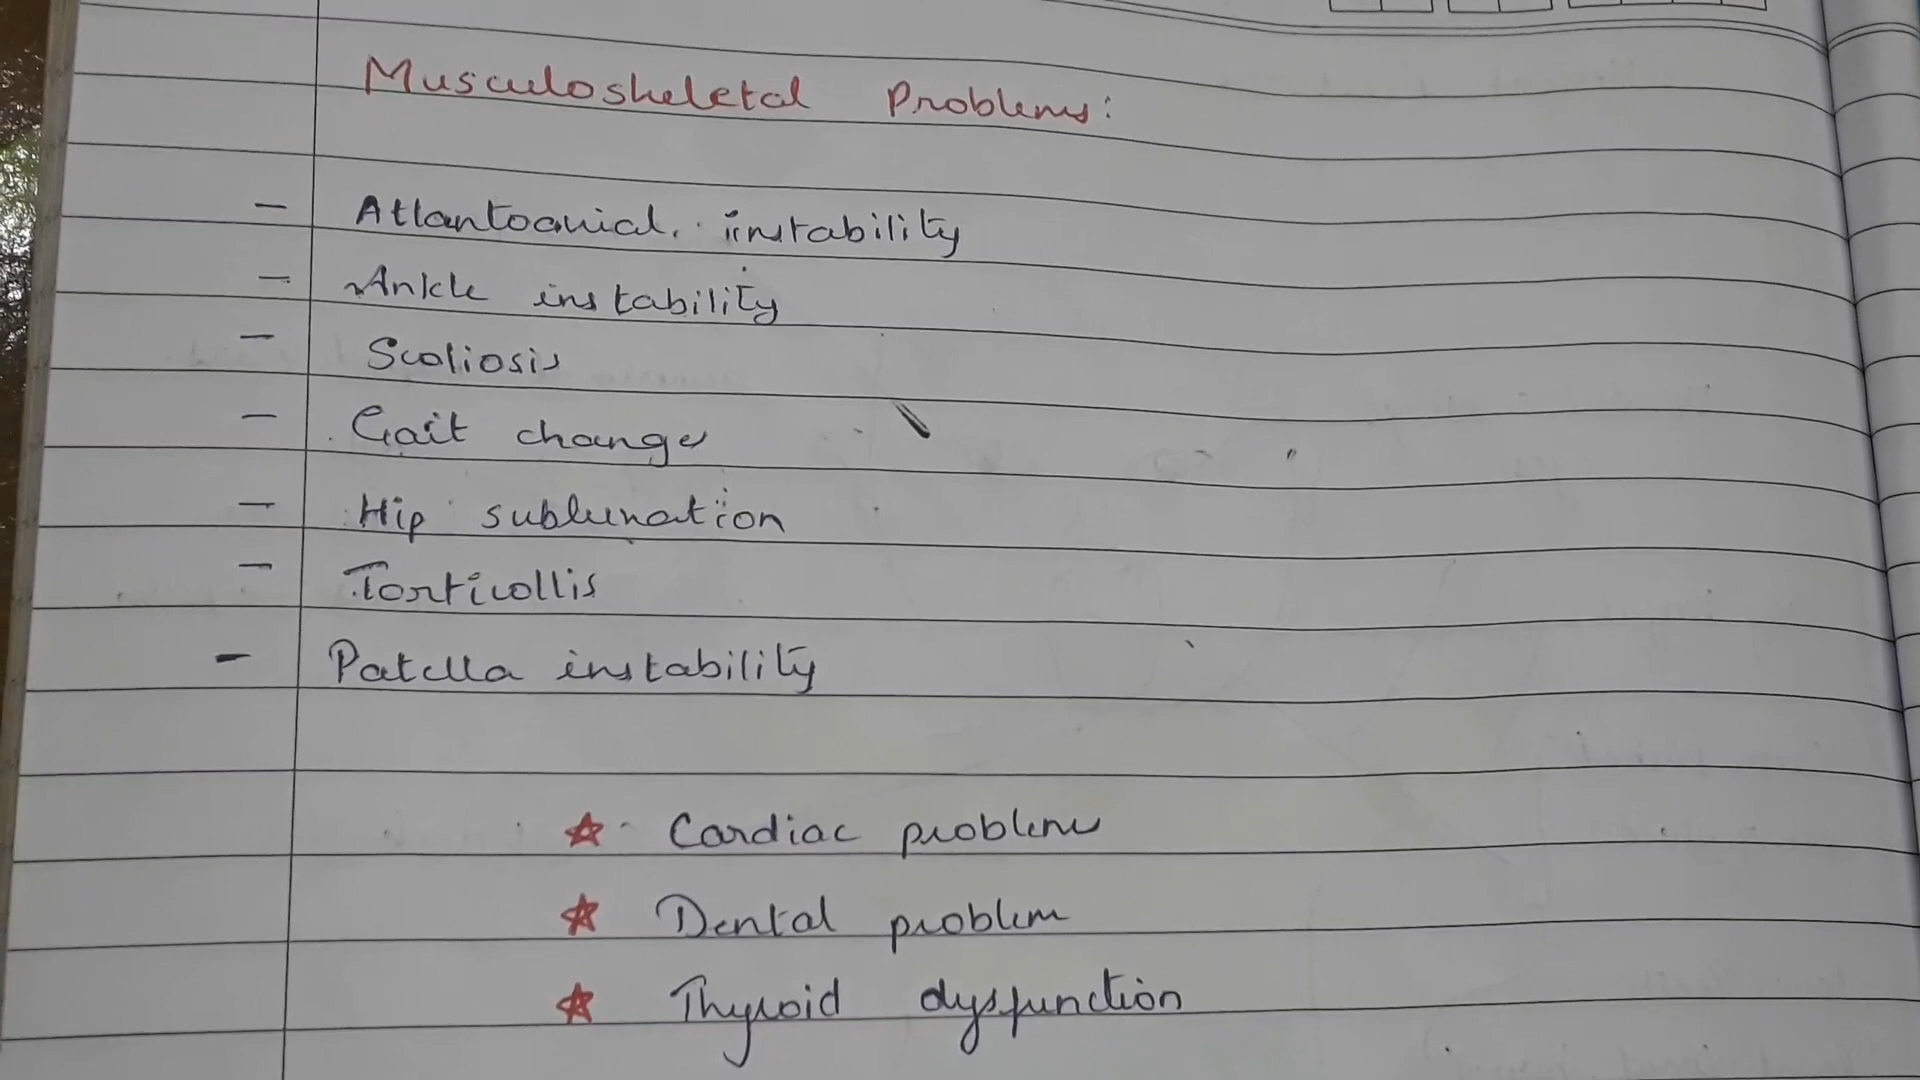 Musculoskeletal Problems:
- Atlantoaxial instability
- Ankle instability
- Scoliosis
- Gait changes
- Hip subluxation
- Torticollis
- Patella instability
☆ Cardiac problems
☆ Dental problem
☆ Thyroid dysfunction